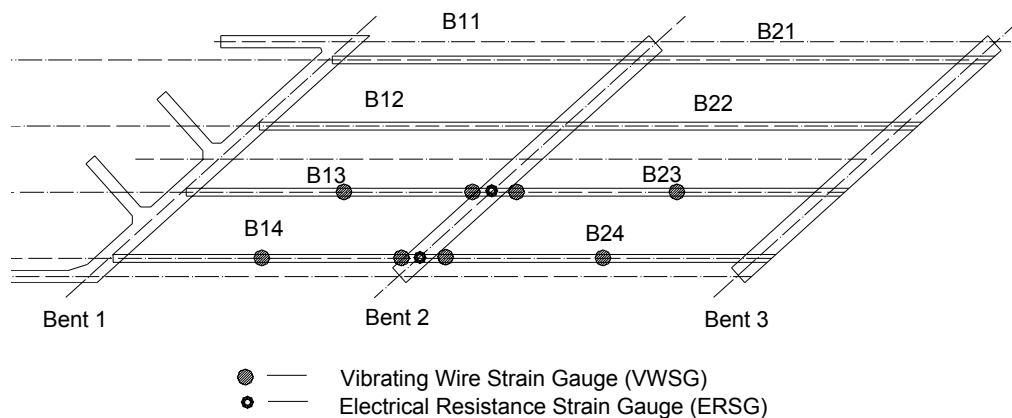 B11
B21
B12
B22
B13
B23
B14
B24
Bent 1
Bent 2
Bent 3
Vibrating Wire Strain Gauge (VWSG)
Electrical Resistance Strain Gauge (ERSG)